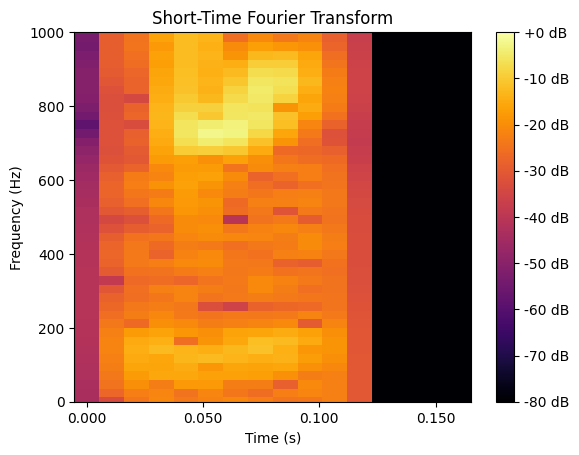 Short-Time Fourier Transform
1000
800
600
400
200
0
Frequency (Hz)
0.000
0.050
0.100
0.150
Time (s)
+0 dB
-10 dB
-20 dB
-30 dB
-40 dB
-50 dB
-60 dB
-70 dB
-80 dB